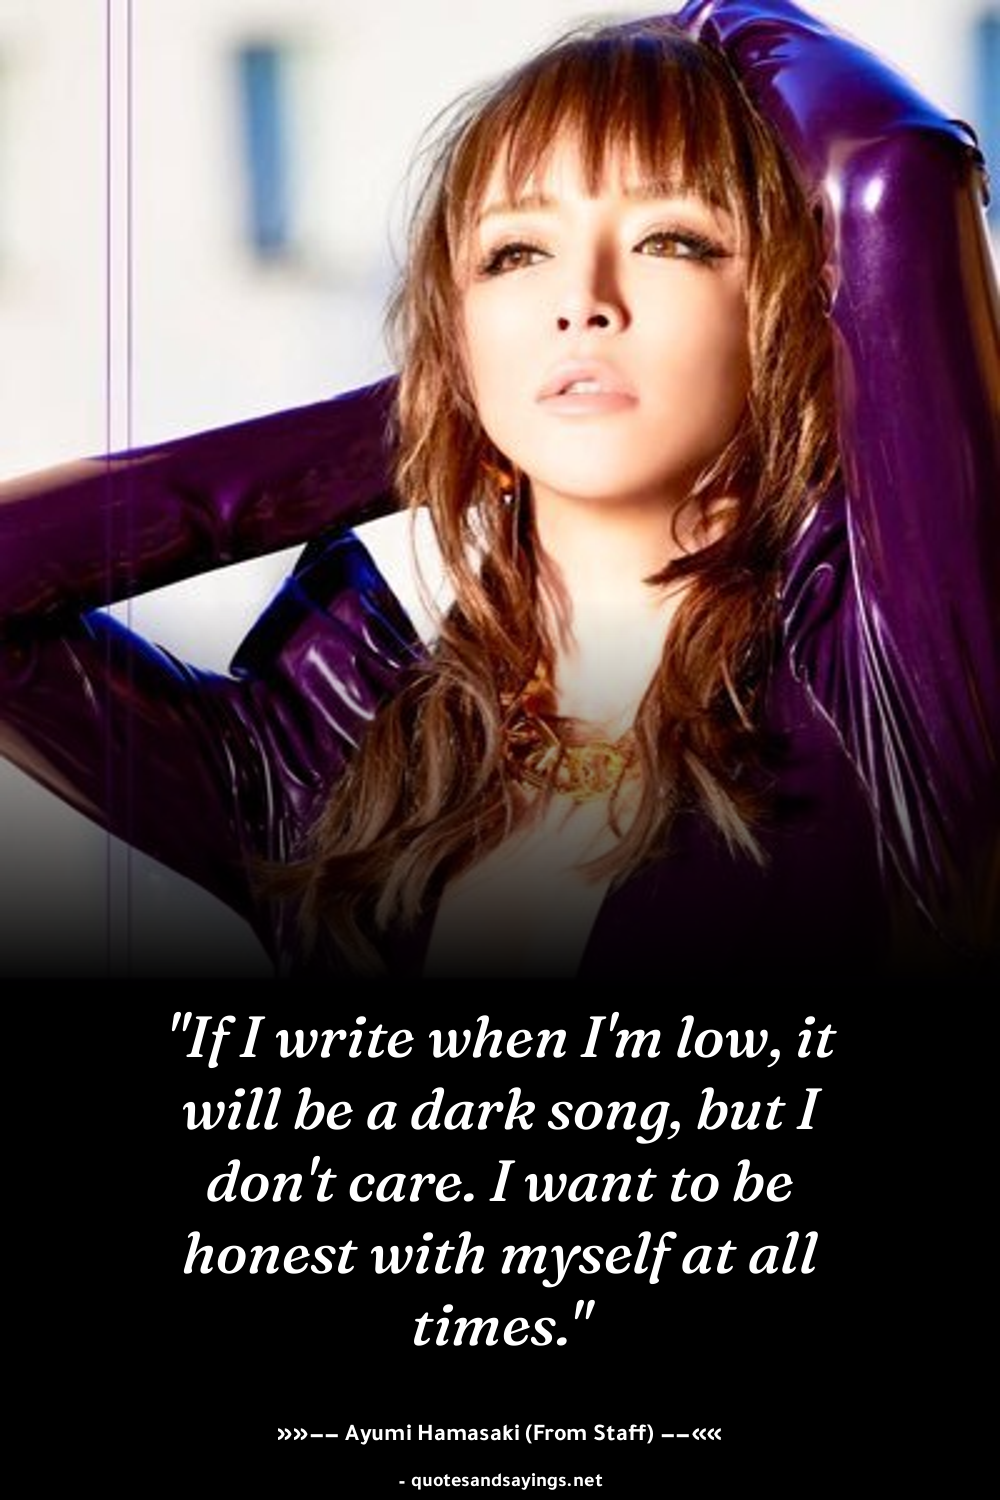 "If I write when I'm low, it
will be a dark song, but I
don't care. I want to be
honest with myself at all
times."
»»–– Ayumi Hamasaki (From Staff) ––««
- quotesandsayings.net